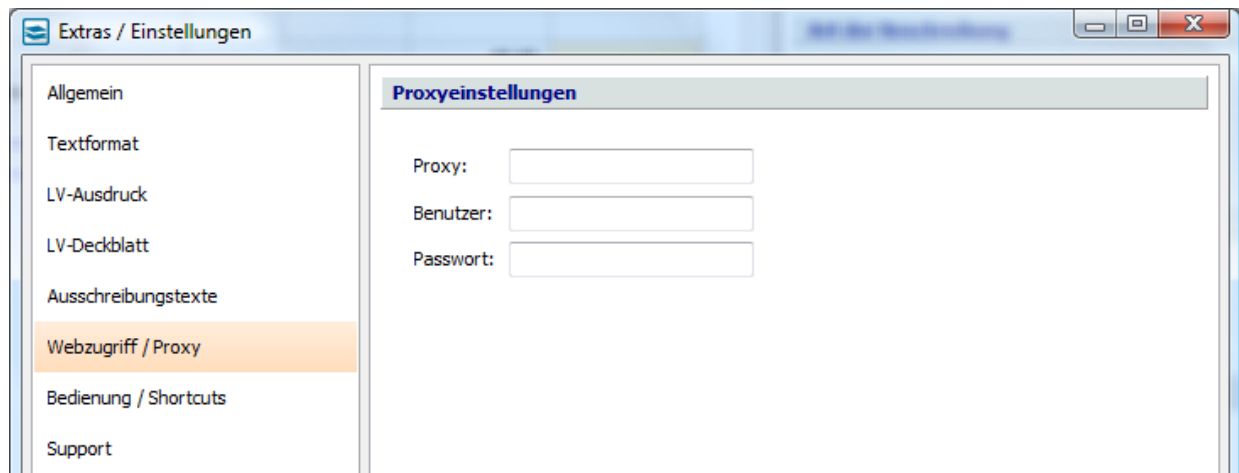 Extras / Einstellungen
Allgemein
Textformat
LV-Ausdruck
LV-Deckblatt
Ausschreibungstexte
Webzugriff / Proxy
Bedienung / Shortcuts
Support
Proxyeinstellungen
Proxy:
Benutzer:
Passwort: